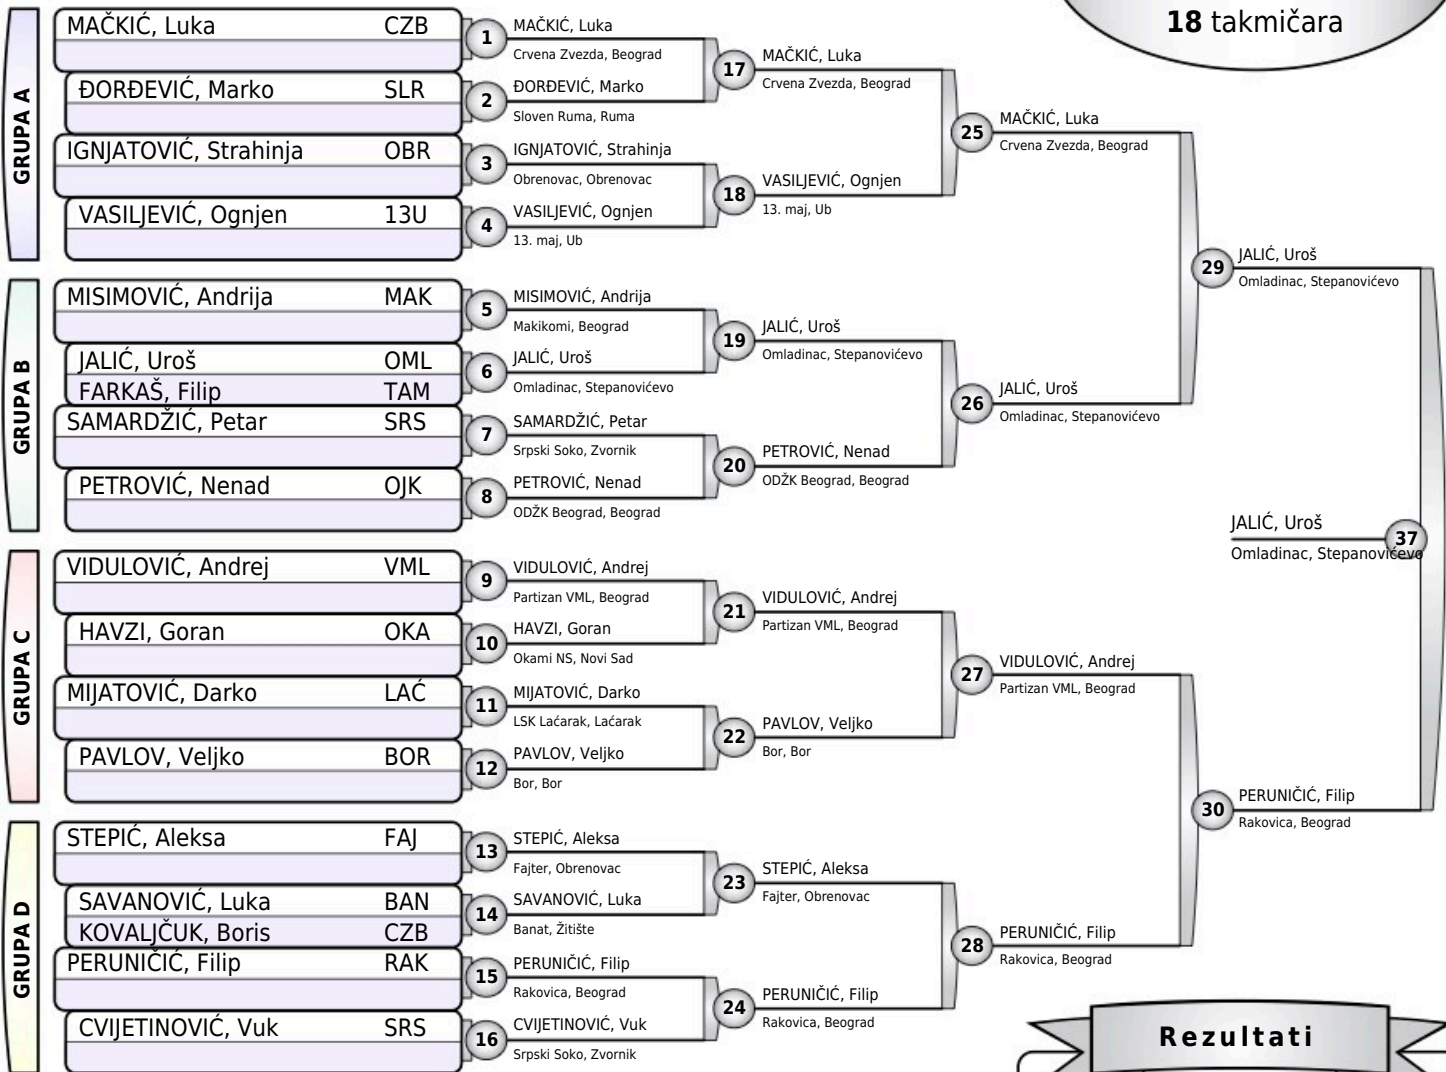 18 takmičara
GRUPA A
MAČKIĆ, Luka CZB
ĐORĐEVIĆ, Marko SLR
IGNJATOVIĆ, Strahinja OBR
VASILJEVIĆ, Ognjen 13U
GRUPA B
MISIMOVIĆ, Andrija MAK
JALIĆ, Uroš OML
FARKAŠ, Filip TAM
SAMARDŽIĆ, Petar SRS
PETROVIĆ, Nenad OJK
GRUPA C
VIDULOVIĆ, Andrej VML
HAVZI, Goran OKA
MIJATOVIĆ, Darko LAĆ
PAVLOV, Veljko BOR
GRUPA D
STEPIĆ, Aleksa FAJ
SAVANOVIĆ, Luka BAN
KOVALJČUK, Boris CZB
PERUNIČIĆ, Filip RAK
CVIJETINOVIĆ, Vuk SRS
1 MAČKIĆ, Luka
Crvena Zvezda, Beograd
2 ĐORĐEVIĆ, Marko
Sloven Ruma, Ruma
3 IGNJATOVIĆ, Strahinja
Obrenovac, Obrenovac
4 VASILJEVIĆ, Ognjen
13. maj, Ub
5 MISIMOVIĆ, Andrija
Makikomi, Beograd
6 JALIĆ, Uroš
Omladinac, Stepanovićevo
7 SAMARDŽIĆ, Petar
Srpski Soko, Zvornik
8 PETROVIĆ, Nenad
ODŽK Beograd, Beograd
9 VIDULOVIĆ, Andrej
Partizan VML, Beograd
10 HAVZI, Goran
Okami NS, Novi Sad
11 MIJATOVIĆ, Darko
LSK Laćarak, Laćarak
12 PAVLOV, Veljko
Bor, Bor
13 STEPIĆ, Aleksa
Fajter, Obrenovac
14 SAVANOVIĆ, Luka
Banat, Žitište
15 PERUNIČIĆ, Filip
Rakovica, Beograd
16 CVIJETINOVIĆ, Vuk
Srpski Soko, Zvornik
17 MAČKIĆ, Luka
Crvena Zvezda, Beograd
18 VASILJEVIĆ, Ognjen
13. maj, Ub
19 JALIĆ, Uroš
Omladinac, Stepanovićevo
20 PETROVIĆ, Nenad
ODŽK Beograd, Beograd
21 VIDULOVIĆ, Andrej
Partizan VML, Beograd
22 PAVLOV, Veljko
Bor, Bor
23 STEPIĆ, Aleksa
Fajter, Obrenovac
24 PERUNIČIĆ, Filip
Rakovica, Beograd
25 MAČKIĆ, Luka
Crvena Zvezda, Beograd
26 JALIĆ, Uroš
Omladinac, Stepanovićevo
27 VIDULOVIĆ, Andrej
Partizan VML, Beograd
28 PERUNIČIĆ, Filip
Rakovica, Beograd
29 JALIĆ, Uroš
Omladinac, Stepanovićevo
30 PERUNIČIĆ, Filip
Rakovica, Beograd
JALIĆ, Uroš 37
Omladinac, Stepanovićevo
Rezultati